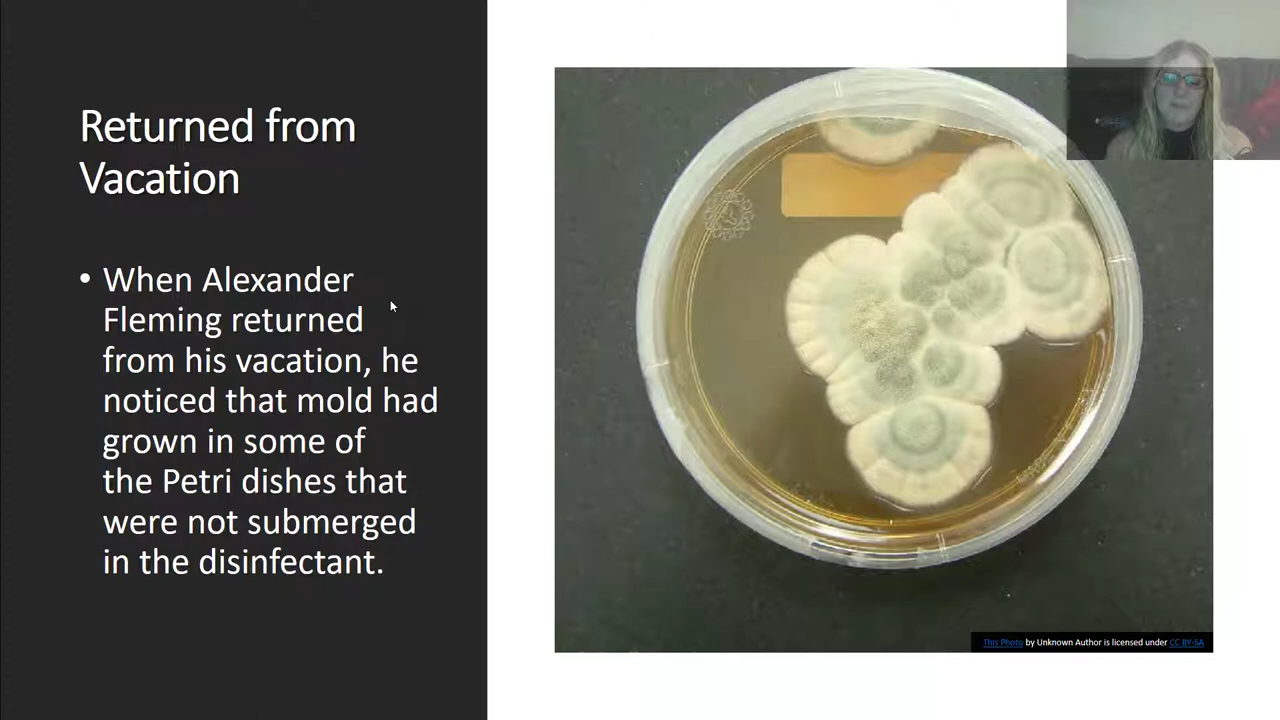 Returned from
Vacation
• When Alexander
Fleming returned
from his vacation, he
noticed that mold had
grown in some of
the Petri dishes that
were not submerged
in the disinfectant.
This Photo by Unknown Author is licensed under CC BY-SA